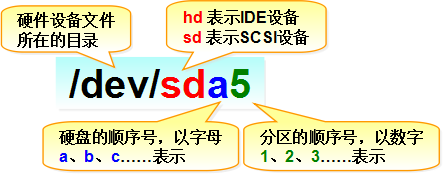 硬件设备文件
所在的目录
hd 表示IDE设备
sd 表示SCSI设备
/dev/sda5
硬盘的顺序号，以字母
a、b、c……表示
分区的顺序号，以数字
1、2、3……表示